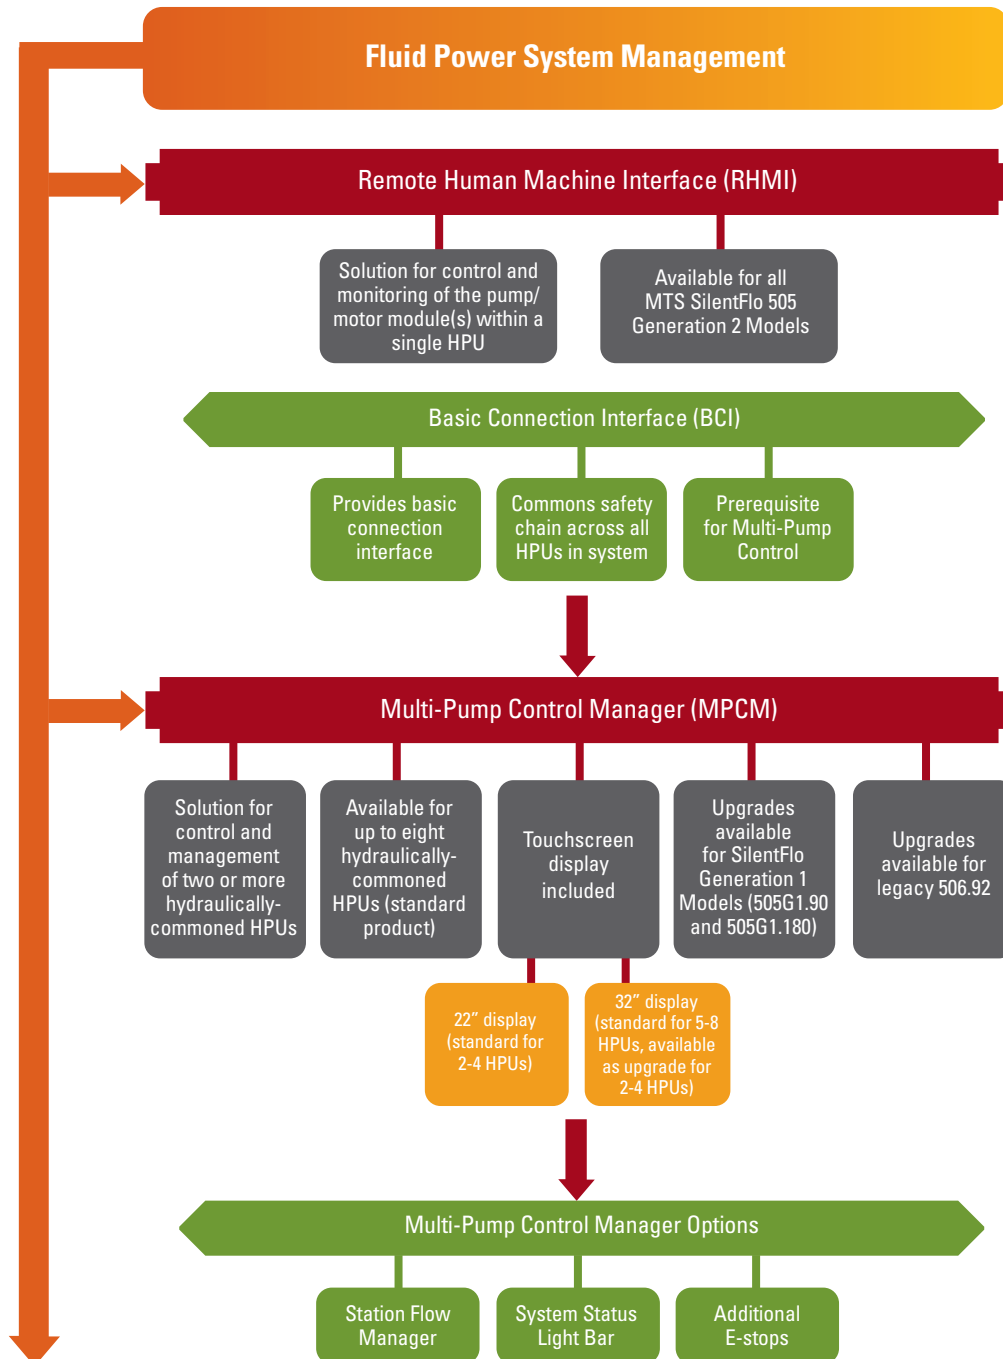 Fluid Power System Management
Remote Human Machine Interface (RHMI)
Solution for control and
monitoring of the pump/
motor module(s) within a
single HPU
Available for all
MTS SilentFlo 505
Generation 2 Models
Basic Connection Interface (BCI)
Provides basic
connection
interface
Commons safety
chain across all
HPUs in system
Prerequisite
for Multi-Pump
Control
Multi-Pump Control Manager (MPCM)
Solution for
control and
management
of two or more
hydraulically-
commoned HPUs
Available for
up to eight
hydraulically-
commoned
HPUs (standard
product)
Touchscreen
display
included
Upgrades
available
for SilentFlo
Generation 1
Models (505G1.90
and 505G1.180)
Upgrades
available for
legacy 506.92
22” display
(standard for
2-4 HPUs)
32” display
(standard for 5-8
HPUs, available
as upgrade for
2-4 HPUs)
Multi-Pump Control Manager Options
Station Flow
Manager
System Status
Light Bar
Additional
E-stops